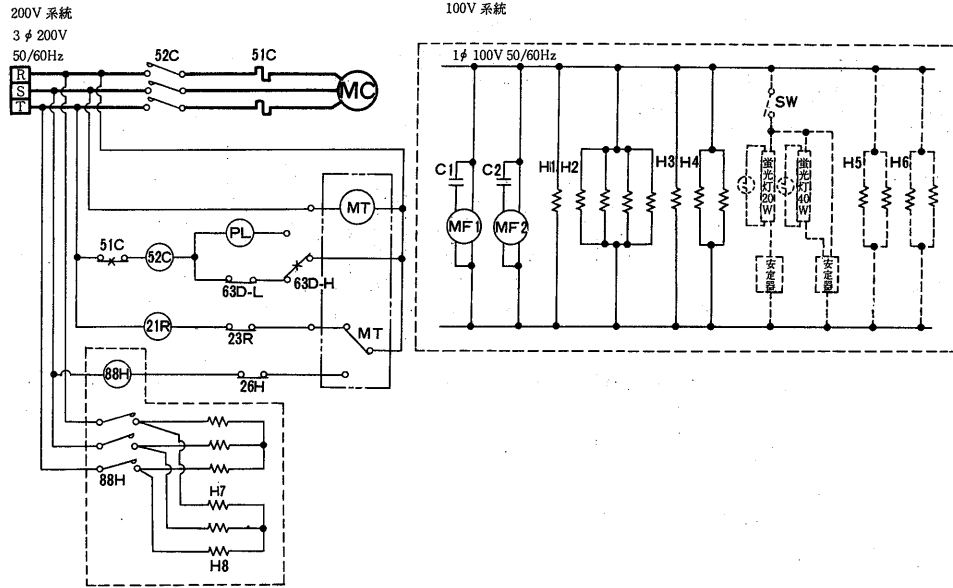 200V 系統
3φ 200V
50/60Hz
R
S
T
52C
51C
MC
MT
51C
52C
PL
63D-L
63D-H
21R
23R
MT
88H
26H
88H
H7
H8
100V 系統
1φ 100V 50/60Hz
SW
C1
MF1
C2
MF2
H1
H2
H3
H4
蛍光灯20W
蛍光灯40W
安定器
安定器
H5
H6